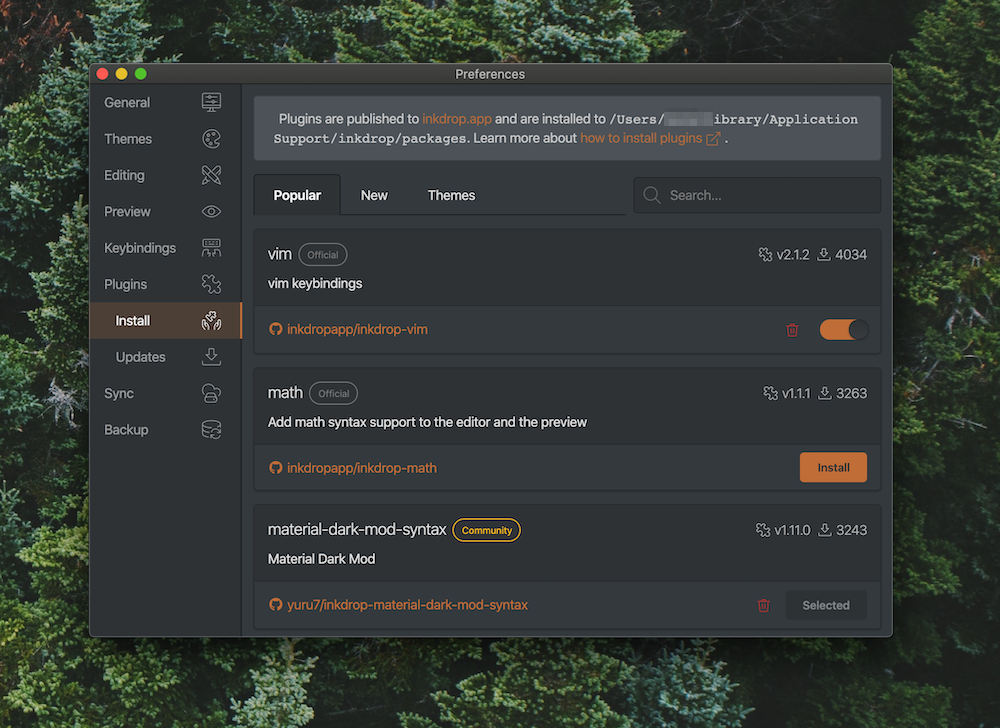 Preferences
General
Themes
Editing
Preview
Keybindings
Plugins
Install
Updates
Sync
Backup
Plugins are published to inkdrop.app and are installed to /Users/ ibrary/Application
Support/inkdrop/packages. Learn more about how to install plugins .
Popular New Themes Search...
vim Official v2.1.2 4034
vim keybindings
inkdropapp/inkdrop-vim
math Official v1.1.1 3263
Add math syntax support to the editor and the preview
inkdropapp/inkdrop-math Install
material-dark-mod-syntax Community v1.11.0 3243
Material Dark Mod
yuru7/inkdrop-material-dark-mod-syntax Selected